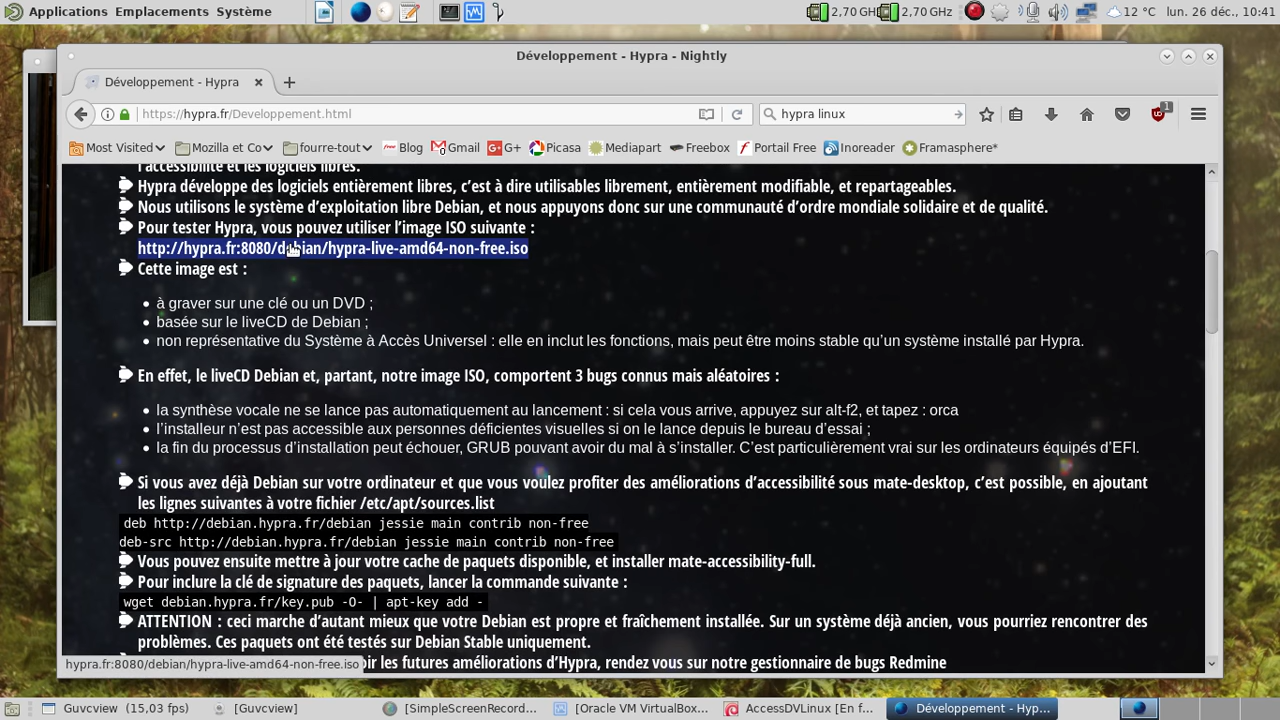 Applications Emplacements Système
2,70 GH 2,70 GHz
12 °C lun. 26 déc., 10:41
Développement - Hypra - Nightly
Développement - Hypra
https://hypra.fr/Developpement.html
hypra linux
1
Most Visited
Mozilla et Co
fourre-tout
Blog
Gmail
G+
Picasa
Mediapart
Freebox
Portail Free
Inoreader
Framasphere*
l'accessibilité et les logiciels libres.
Hypra développe des logiciels entièrement libres, c'est à dire utilisables librement, entièrement modifiable, et repartageables.
Nous utilisons le système d'exploitation libre Debian, et nous appuyons donc sur une communauté d'ordre mondiale solidaire et de qualité.
Pour tester Hypra, vous pouvez utiliser l'image ISO suivante :
http://hypra.fr:8080/debian/hypra-live-amd64-non-free.iso
Cette image est :
à graver sur une clé ou un DVD ;
basée sur le liveCD de Debian ;
non représentative du Système à Accès Universel : elle en inclut les fonctions, mais peut être moins stable qu'un système installé par Hypra.
En effet, le liveCD Debian et, partant, notre image ISO, comportent 3 bugs connus mais aléatoires :
la synthèse vocale ne se lance pas automatiquement au lancement : si cela vous arrive, appuyez sur alt-f2, et tapez : orca
l'installeur n'est pas accessible aux personnes déficientes visuelles si on le lance depuis le bureau d'essai ;
la fin du processus d'installation peut échouer, GRUB pouvant avoir du mal à s'installer. C'est particulièrement vrai sur les ordinateurs équipés d'EFI.
Si vous avez déjà Debian sur votre ordinateur et que vous voulez profiter des améliorations d'accessibilité sous mate-desktop, c'est possible, en ajoutant
les lignes suivantes à votre fichier /etc/apt/sources.list
deb http://debian.hypra.fr/debian jessie main contrib non-free
deb-src http://debian.hypra.fr/debian jessie main contrib non-free
Vous pouvez ensuite mettre à jour votre cache de paquets disponible, et installer mate-accessibility-full.
Pour inclure la clé de signature des paquets, lancer la commande suivante :
wget debian.hypra.fr/key.pub -O- | apt-key add -
ATTENTION : ceci marche d'autant mieux que votre Debian est propre et fraîchement installée. Sur un système déjà ancien, vous pourriez rencontrer des
problèmes. Ces paquets ont été testés sur Debian Stable uniquement.
hypra.fr:8080/debian/hypra-live-amd64-non-free.iso
oir les futures améliorations d'Hypra, rendez vous sur notre gestionnaire de bugs Redmine
Guvcview (15,03 fps)
[Guvcview]
[SimpleScreenRecord...
[Oracle VM VirtualBox...
AccessDVLinux [En f...
Développement - Hyp...